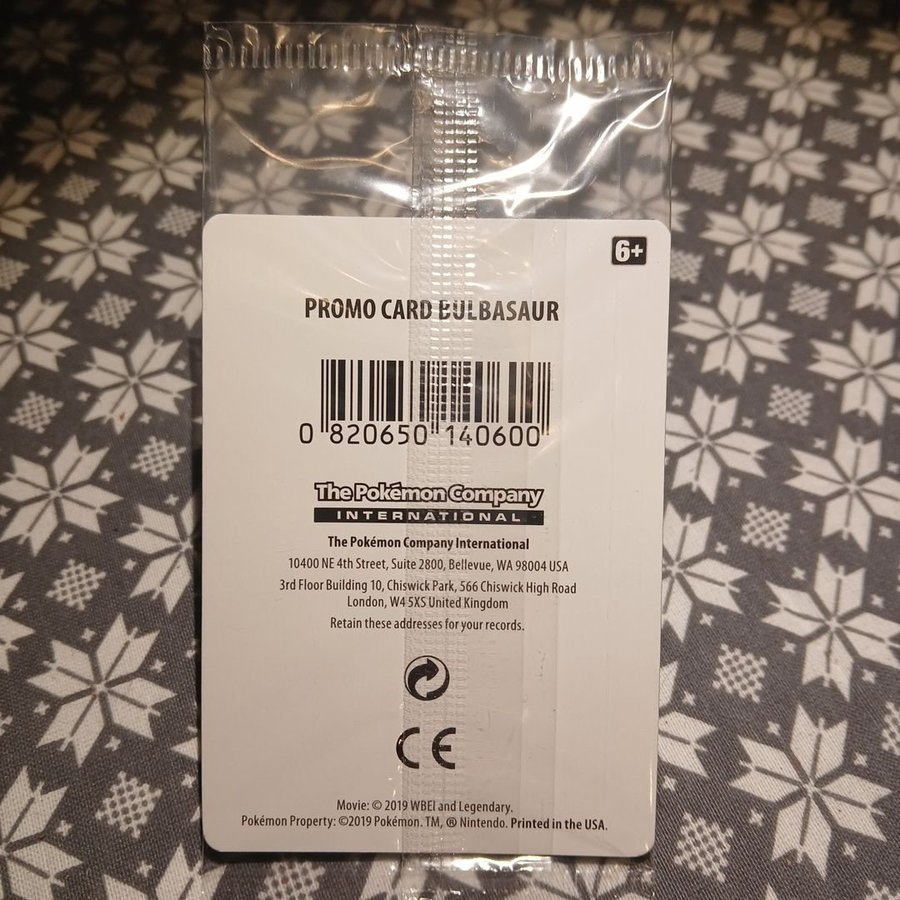 6+
PROMO CARD BULBASAUR
0 820650 140600
The Pokémon Company
INTERNATIONAL
The Pokémon Company International
10400 NE 4th Street, Suite 2800, Bellevue, WA 98004 USA
3rd Floor Building 10, Chiswick Park, 566 Chiswick High Road
London, W4 5XS United Kingdom
Retain these addresses for your records.
CE
Movie: © 2019 WBEI and Legendary.
Pokémon Property: ©2019 Pokémon. TM, ® Nintendo. Printed in the USA.